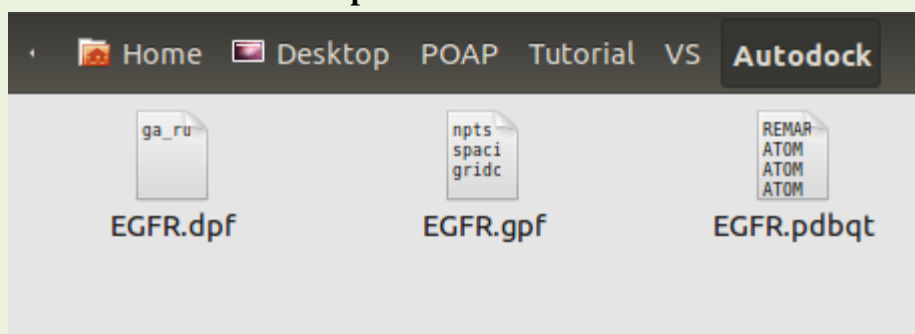 Home Desktop POAP Tutorial VS Autodock
ga_ru
npts
spaci
gridc
REMAR
ATOM
ATOM
ATOM
EGFR.dpf EGFR.gpf EGFR.pdbqt